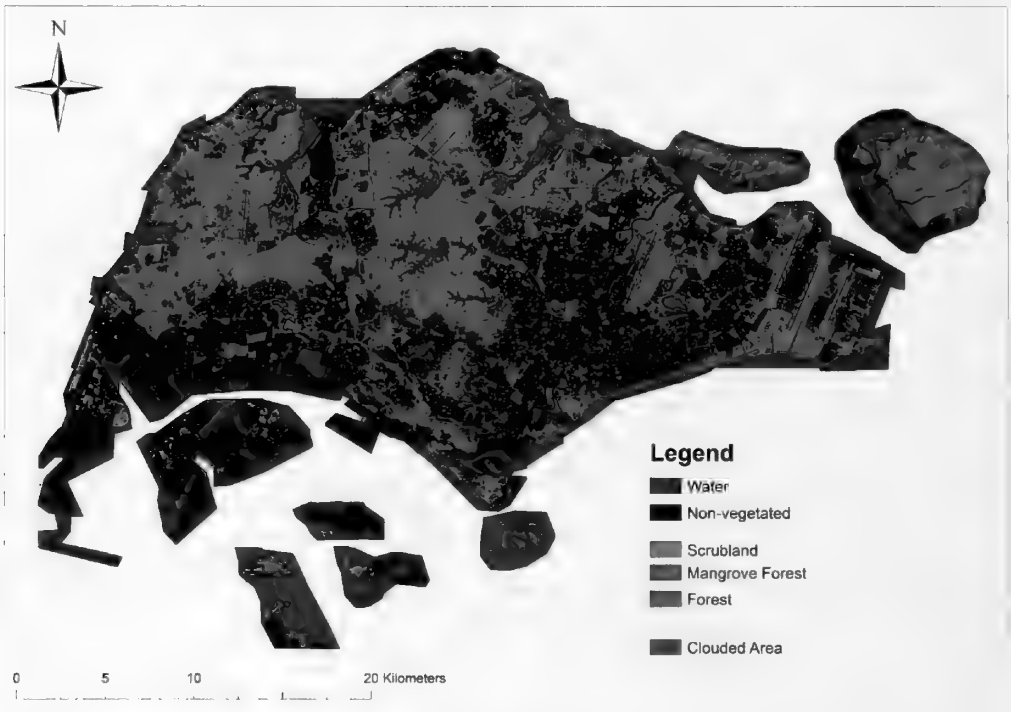 N
Legend
Water
Non-vegetated
Scrubland
Mangrove Forest
Forest
Clouded Area
0 5 10 20 Kilometers